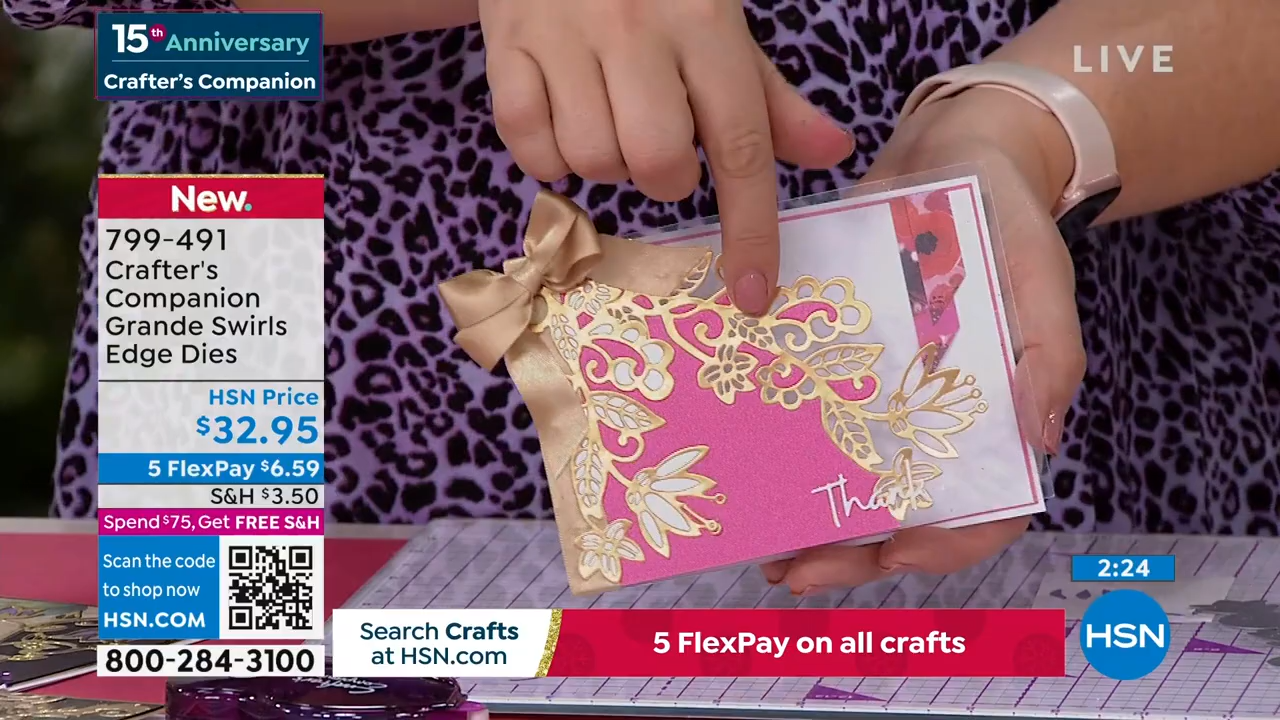 15th Anniversary
Crafter's Companion
LIVE
New.
799-491
Crafter's
Companion
Grande Swirls
Edge Dies
HSN Price
$32.95
5 FlexPay $6.59
S&H $3.50
Spend $75, Get FREE S&H
Scan the code
to shop now
HSN.COM
800-284-3100
Search Crafts
at HSN.com
5 FlexPay on all crafts
2:24
HSN